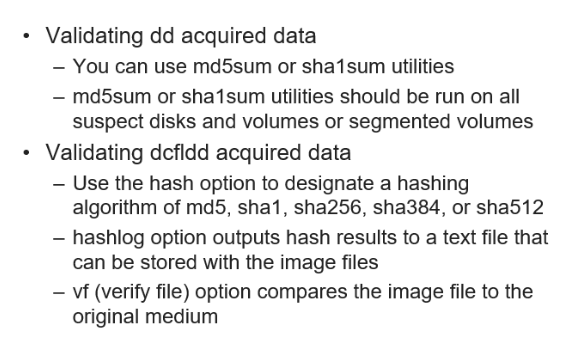 • Validating dd acquired data
– You can use md5sum or sha1sum utilities
– md5sum or sha1sum utilities should be run on all
suspect disks and volumes or segmented volumes
• Validating dcfldd acquired data
– Use the hash option to designate a hashing
algorithm of md5, sha1, sha256, sha384, or sha512
– hashlog option outputs hash results to a text file that
can be stored with the image files
– vf (verify file) option compares the image file to the
original medium